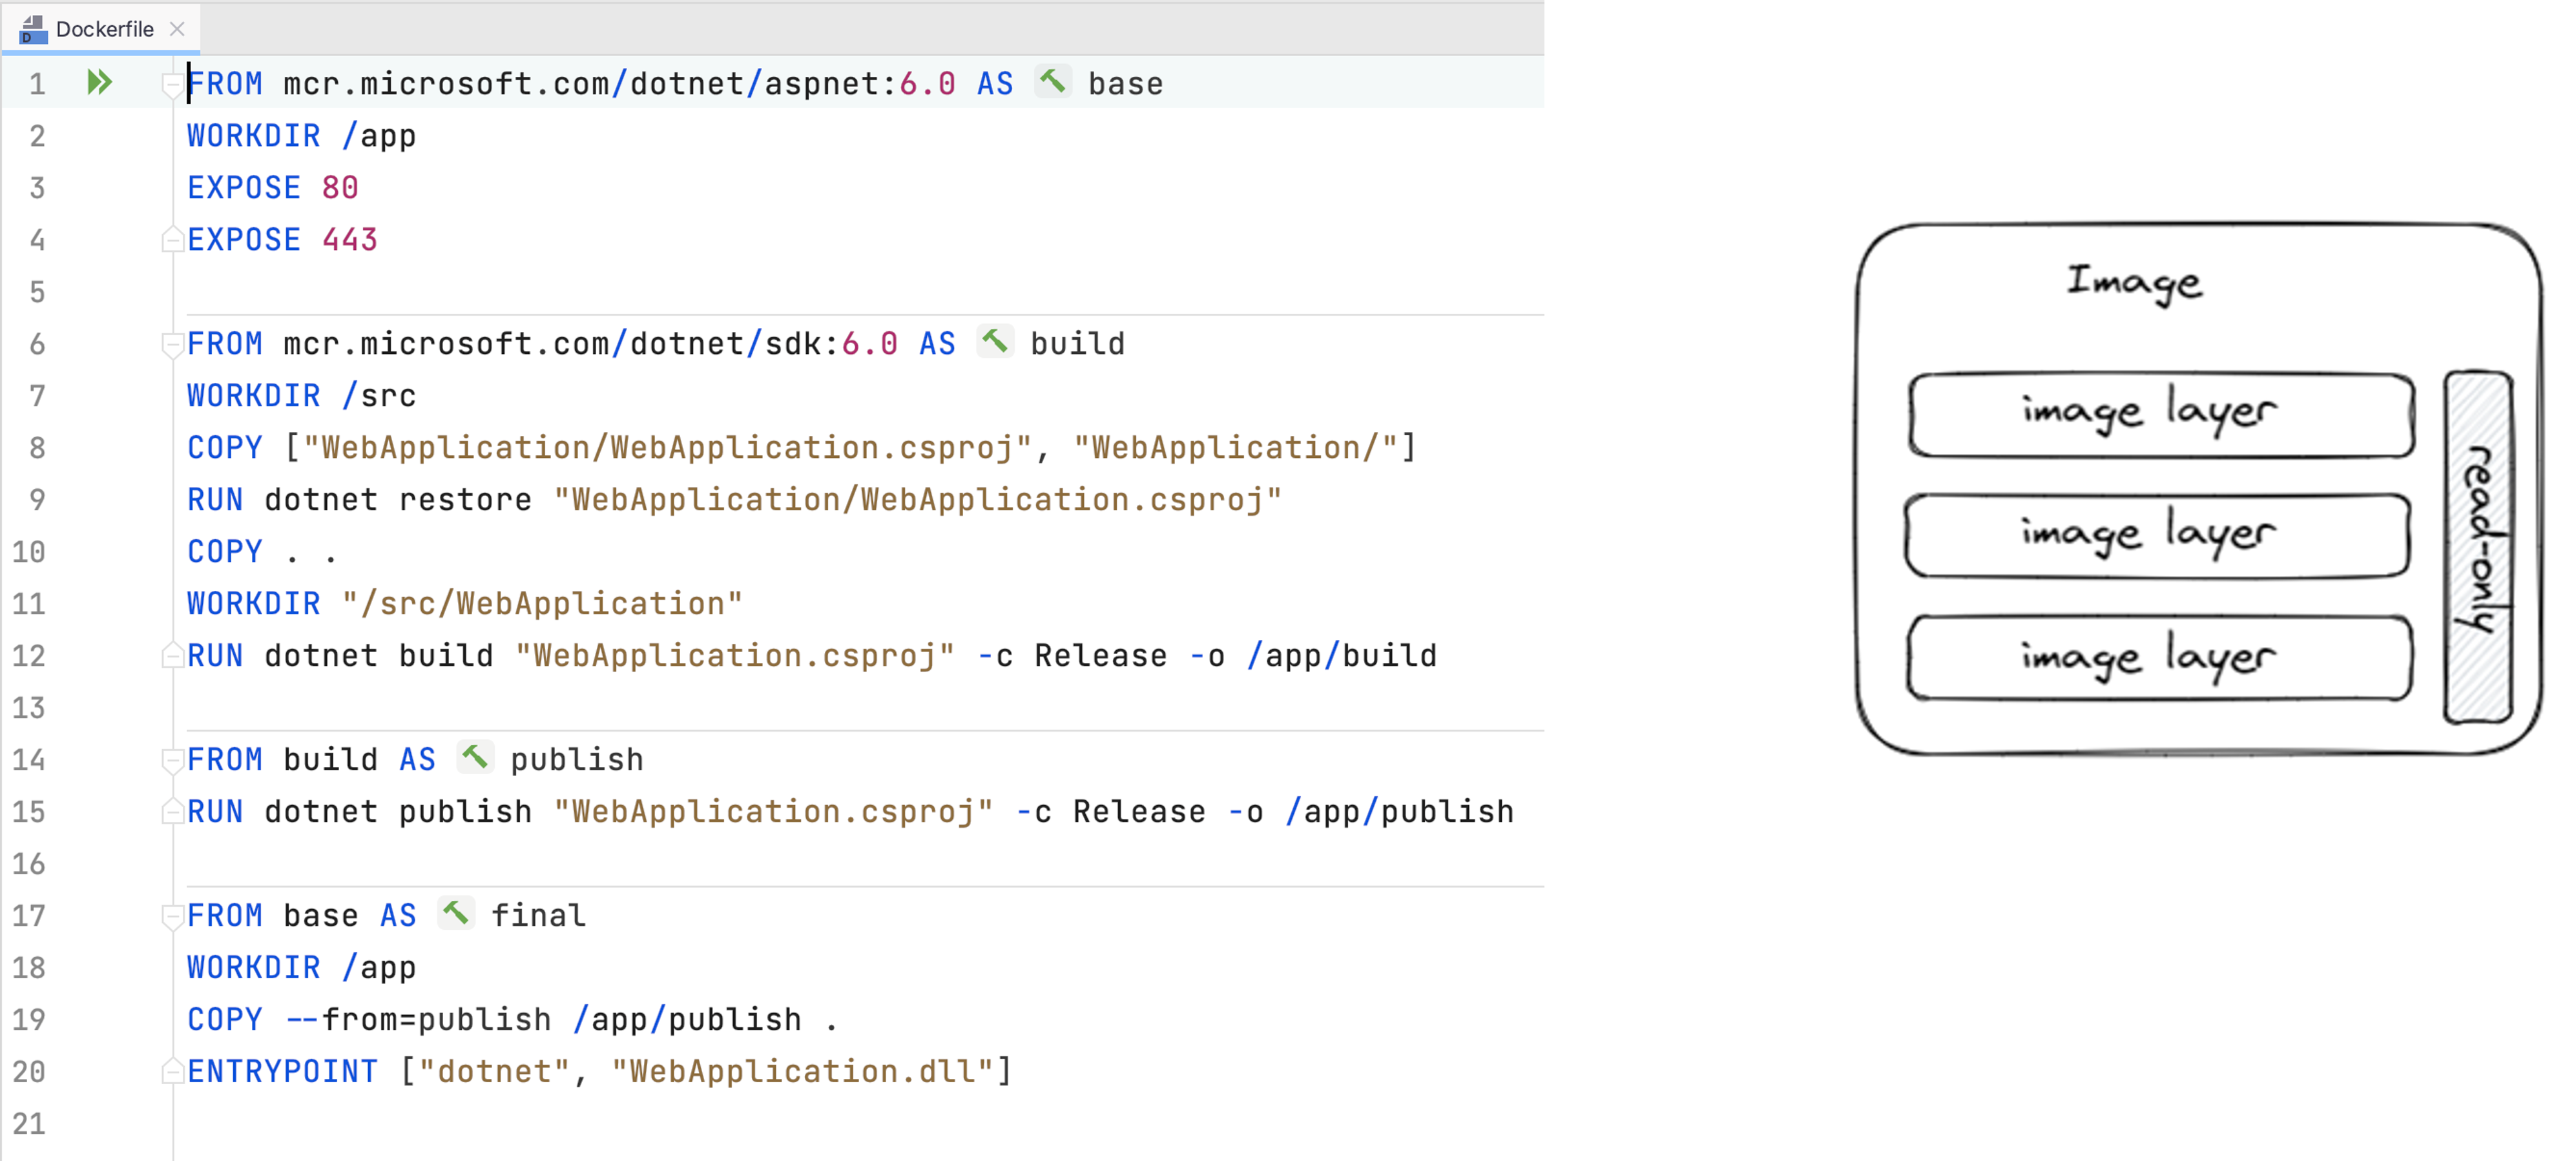 Dockerfile
1 FROM mcr.microsoft.com/dotnet/aspnet:6.0 AS base
2 WORKDIR /app
3 EXPOSE 80
4 EXPOSE 443
5
6 FROM mcr.microsoft.com/dotnet/sdk:6.0 AS build
7 WORKDIR /src
8 COPY ["WebApplication/WebApplication.csproj", "WebApplication/"]
9 RUN dotnet restore "WebApplication/WebApplication.csproj"
10 COPY . .
11 WORKDIR "/src/WebApplication"
12 RUN dotnet build "WebApplication.csproj" -c Release -o /app/build
13
14 FROM build AS publish
15 RUN dotnet publish "WebApplication.csproj" -c Release -o /app/publish
16
17 FROM base AS final
18 WORKDIR /app
19 COPY --from=publish /app/publish .
20 ENTRYPOINT ["dotnet", "WebApplication.dll"]
21
Image
image layer
image layer
image layer
read-only